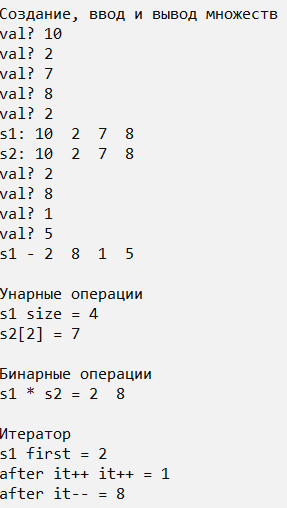 Создание, ввод и вывод множеств
val? 10
val? 2
val? 7
val? 8
val? 2
s1: 10  2  7  8
s2: 10  2  7  8
val? 2
val? 8
val? 1
val? 5
s1 - 2  8  1  5
Унарные операции
s1 size = 4
s2[2] = 7
Бинарные операции
s1 * s2 = 2  8
Итератор
s1 first = 2
after it++ it++ = 1
after it-- = 8